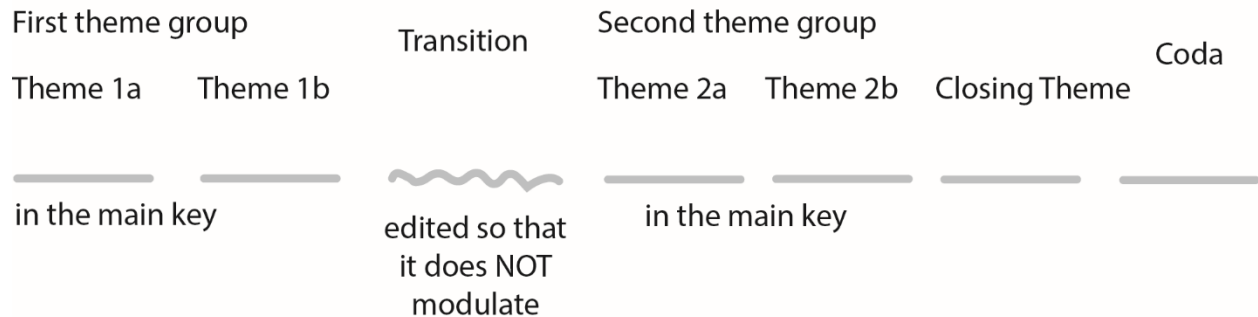 First theme group
Transition
Second theme group
Coda
Theme 1a
Theme 1b
Theme 2a
Theme 2b
Closing Theme
in the main key
edited so that
it does NOT
modulate
in the main key